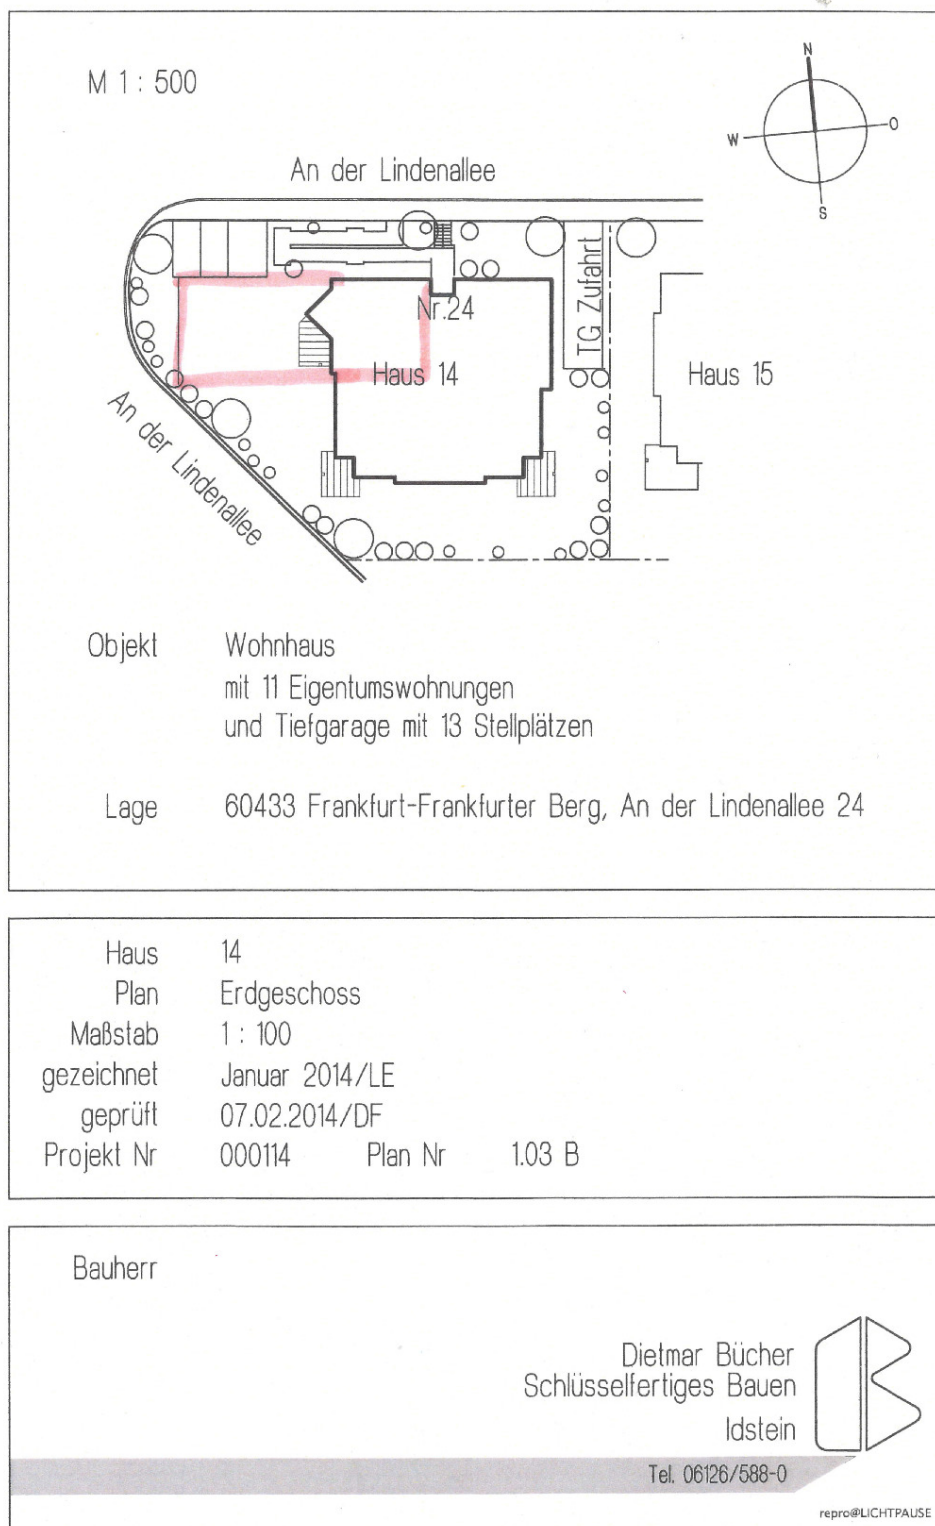 M 1 : 500
N
W
O
S
An der Lindenallee
TG Zufahrt
Nr.24
Haus 14
Haus 15
An der Lindenallee
Objekt Wohnhaus
mit 11 Eigentumswohnungen
und Tiefgarage mit 13 Stellplätzen
Lage 60433 Frankfurt-Frankfurter Berg, An der Lindenallee 24
Haus 14
Plan Erdgeschoss
Maßstab 1 : 100
gezeichnet Januar 2014/LE
geprüft 07.02.2014/DF
Projekt Nr 000114 Plan Nr 1.03 B
Bauherr
Dietmar Bücher
Schlüsselfertiges Bauen
Idstein
Tel. 06126/588-0
repro@LICHTPAUSE